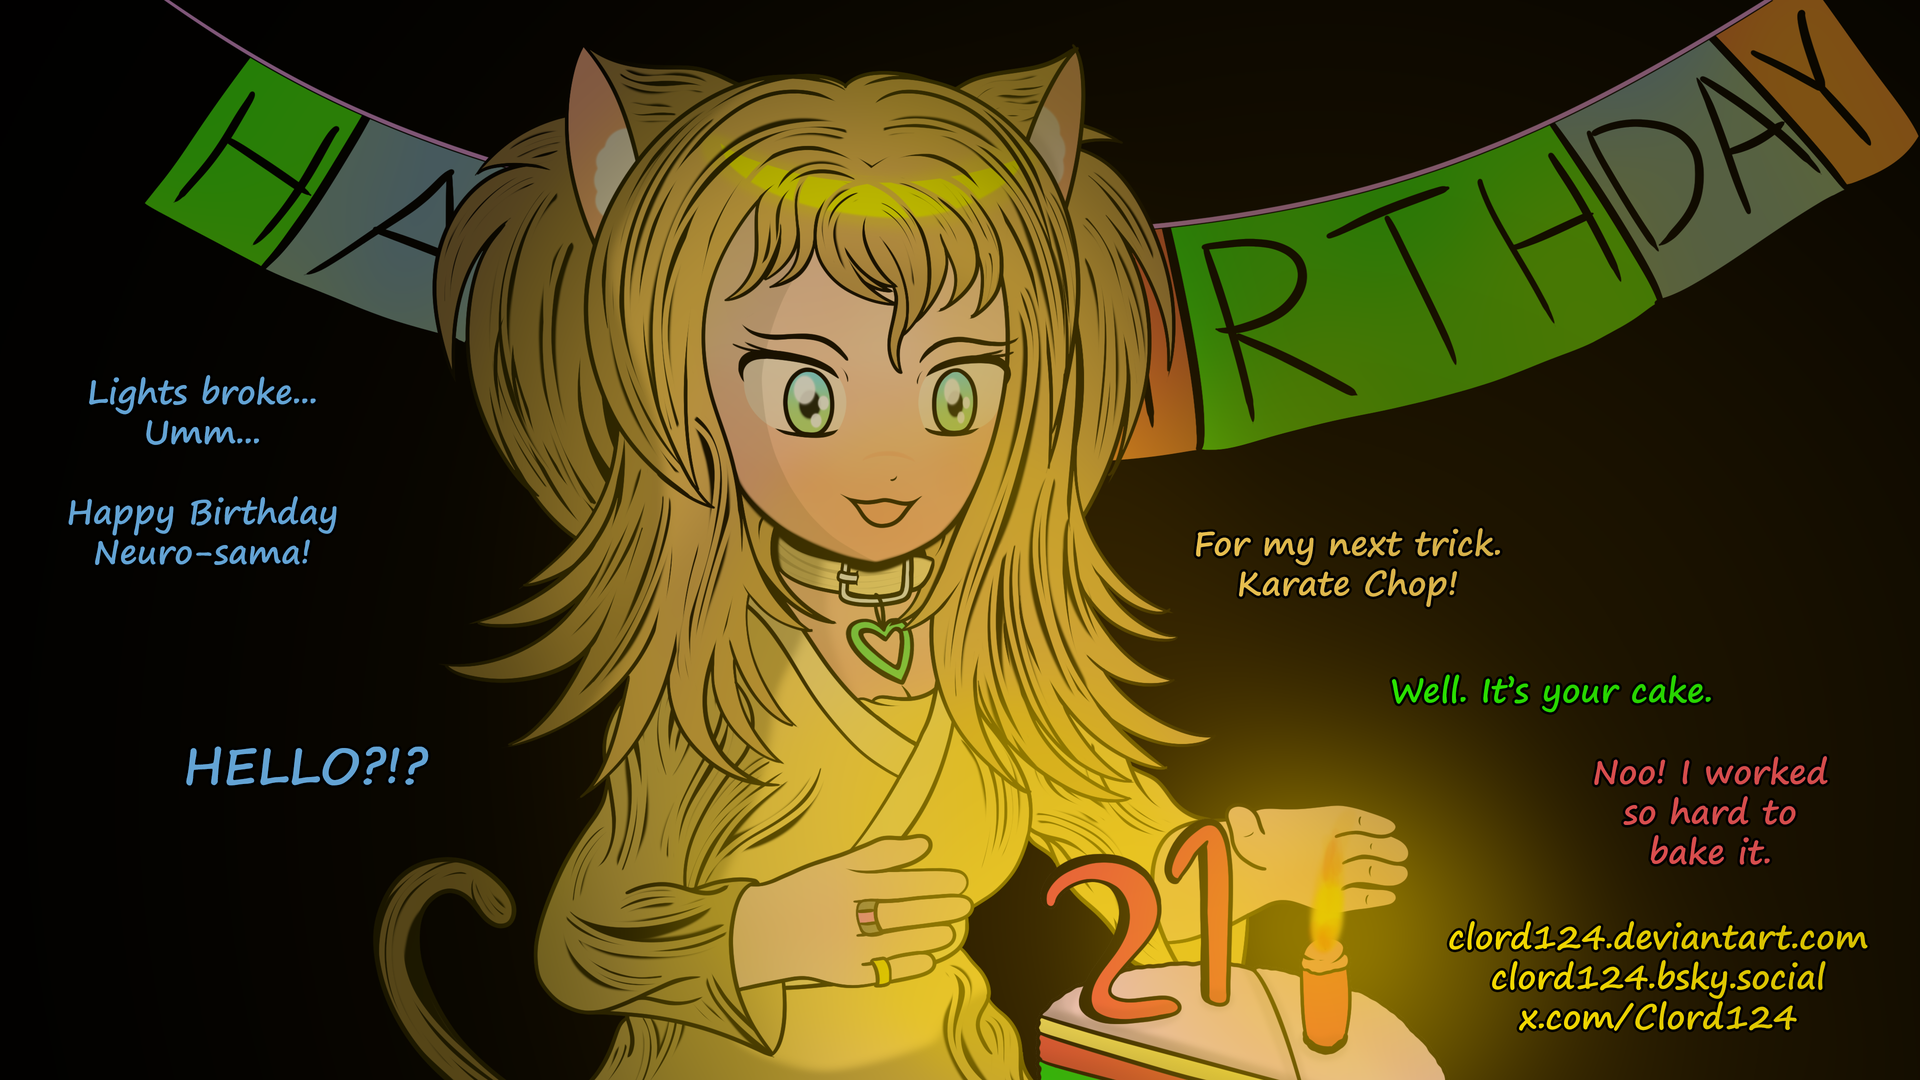 HA
RTHDAY
Lights broke...
Umm...
Happy Birthday
Neuro-sama!
HELLO?!?
For my next trick.
Karate Chop!
Well. It's your cake.
Noo! I worked
so hard to
bake it.
21
clord124.deviantart.com
clord124.bsky.social
x.com/Clord124